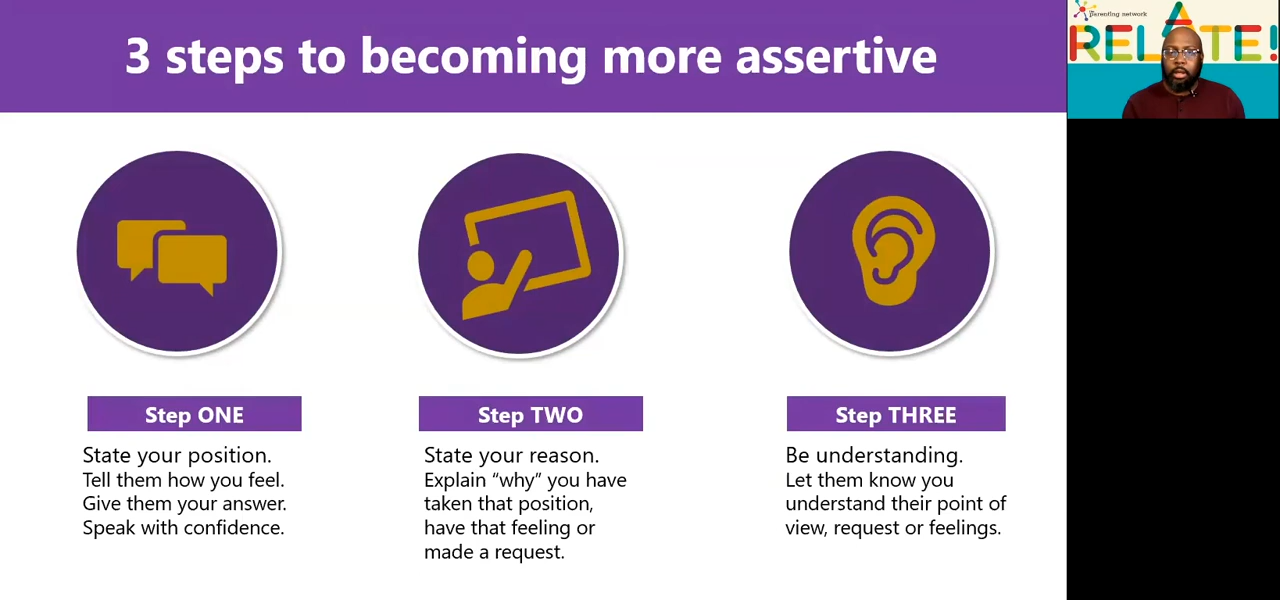 3 steps to becoming more assertive
parenting network
RELATE!
Step ONE
State your position.
Tell them how you feel.
Give them your answer.
Speak with confidence.
Step TWO
State your reason.
Explain “why” you have
taken that position,
have that feeling or
made a request.
Step THREE
Be understanding.
Let them know you
understand their point of
view, request or feelings.